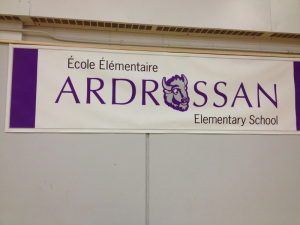 École Élémentaire
ARDROSSAN
Elementary School